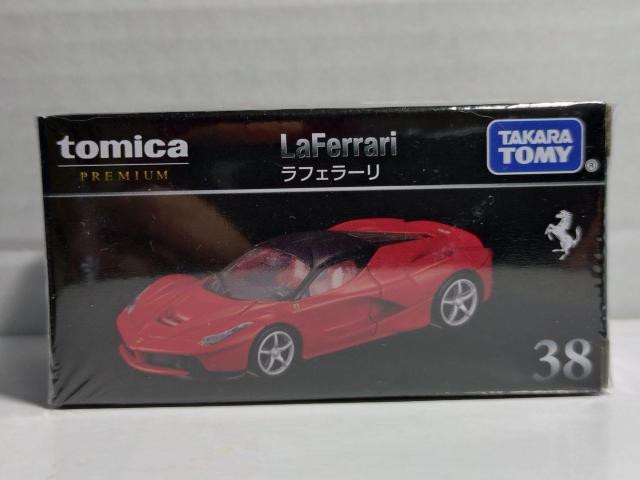 tomica
PREMIUM
LaFerrari
ラフェラーリ
TAKARA
TOMY
®
38